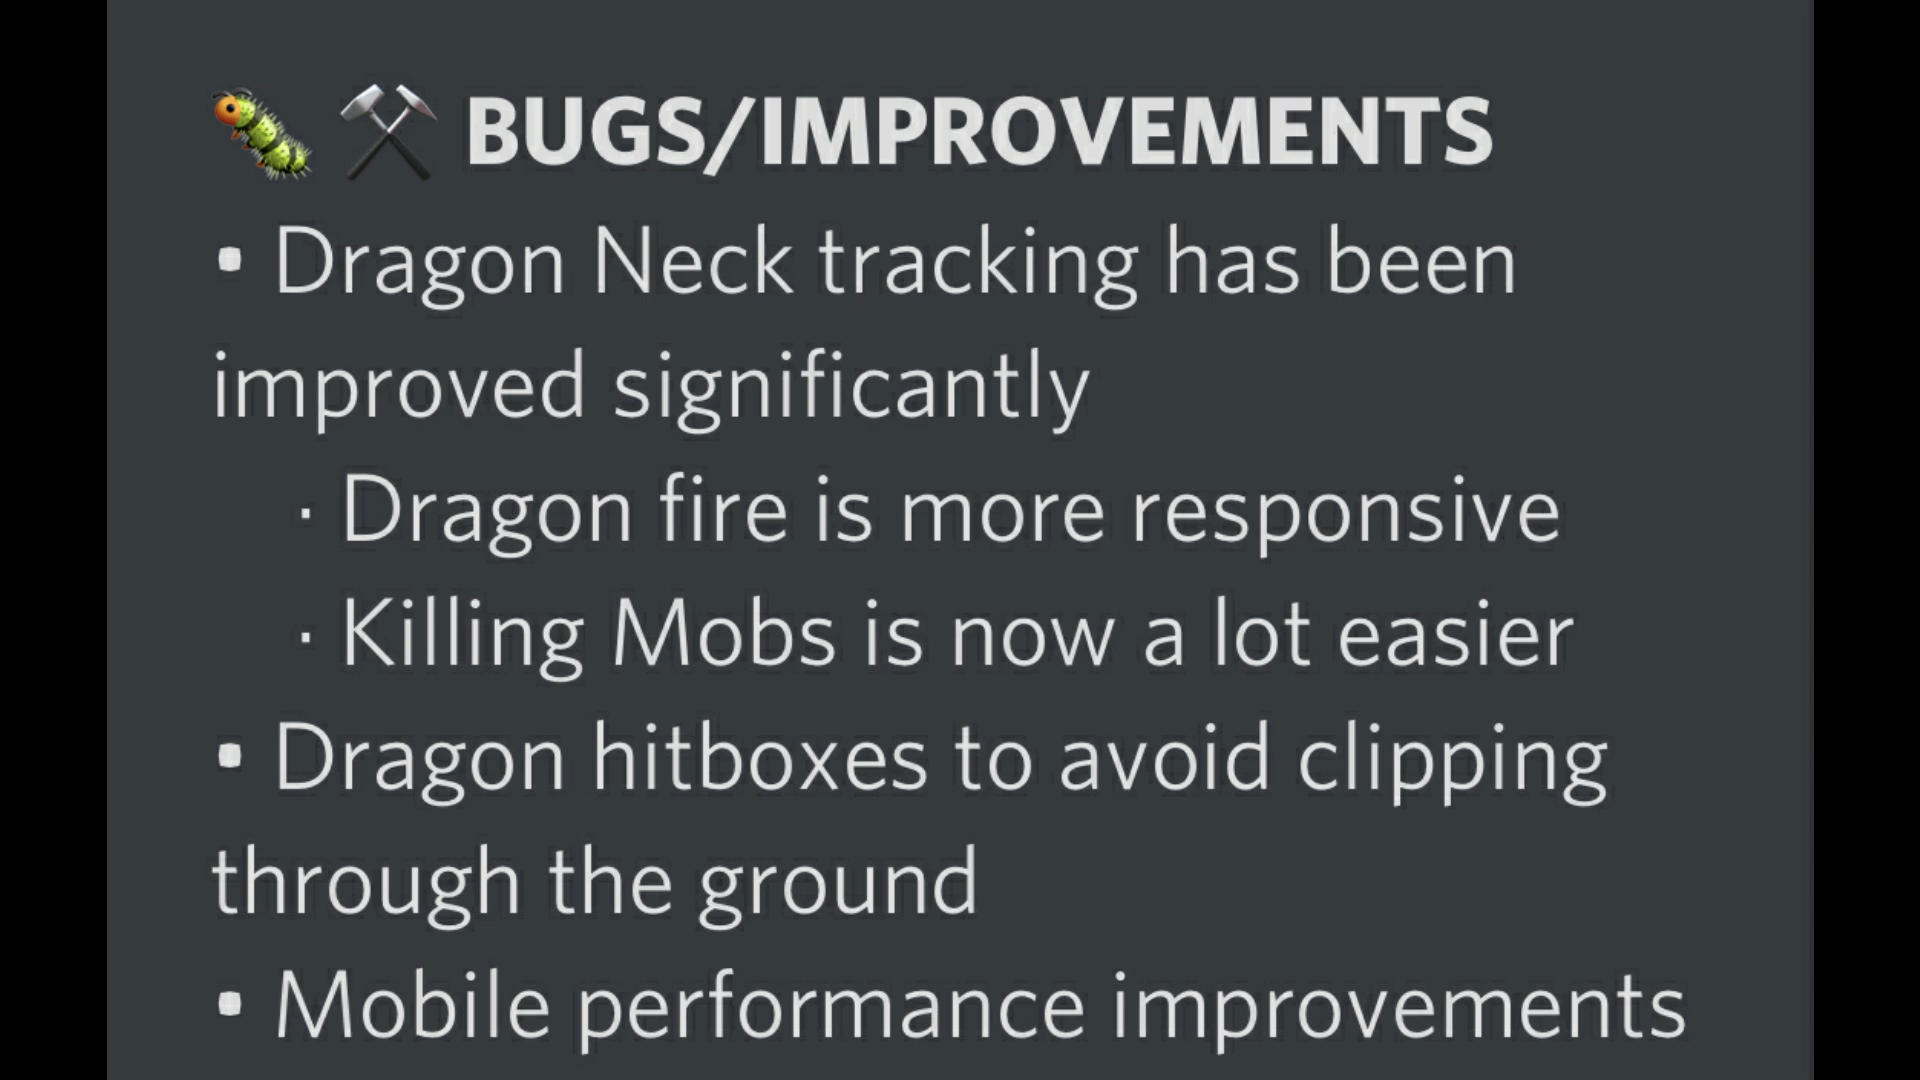 🐛 ⚒ BUGS/IMPROVEMENTS
• Dragon Neck tracking has been
improved significantly
· Dragon fire is more responsive
· Killing Mobs is now a lot easier
• Dragon hitboxes to avoid clipping
through the ground
• Mobile performance improvements